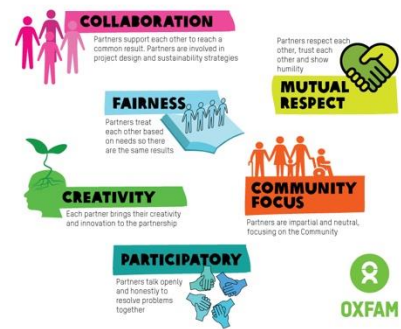 COLLABORATION
Partners support each other to reach a
common result. Partners are involved in
project design and sustainability strategies
Partners respect each
other, trust each
other and show
humility
MUTUAL
RESPECT
FAIRNESS
Partners treat
each other based
on needs so there
are the same results
CREATIVITY
Each partner brings their creativity
and innovation to the partnership
COMMUNITY
FOCUS
Partners are impartial and neutral,
focusing on the Community
PARTICIPATORY
Partners talk openly
and honestly to
resolve problems
together
OXFAM